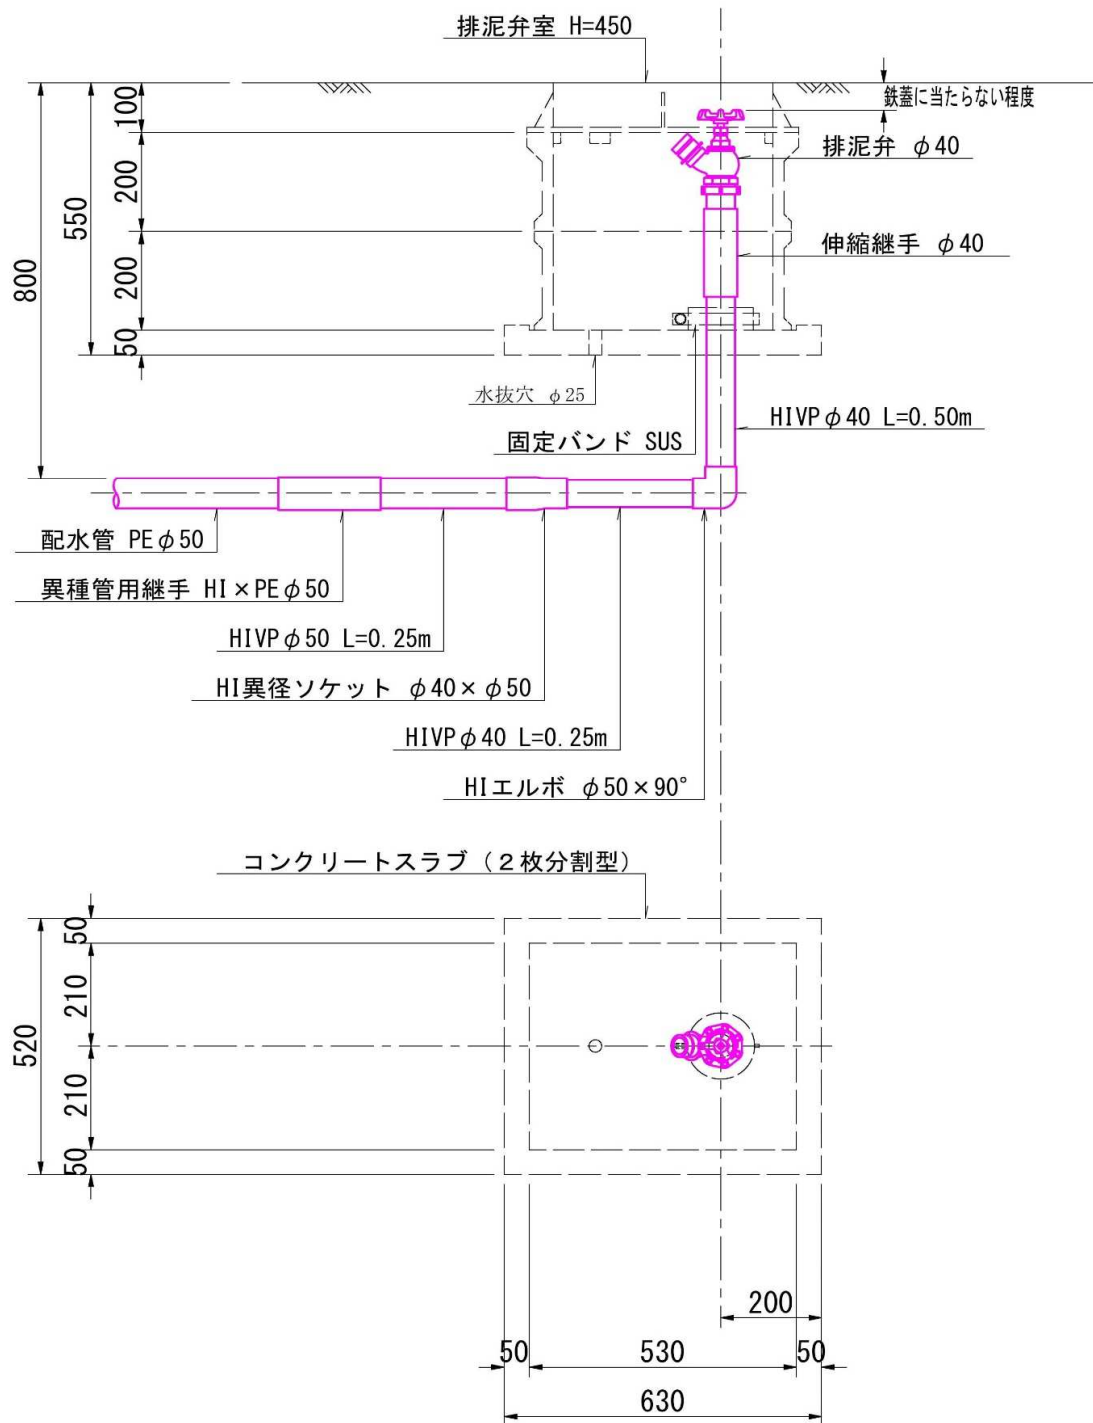 排泥弁室 H=450
鉄蓋に当たらない程度
100
排泥弁 φ40
200
550
伸縮継手 φ40
800
200
50
水抜穴 φ25
HIVPφ40 L=0.50m
固定バンド SUS
配水管 PEφ50
異種管用継手 HI×PEφ50
HIVPφ50 L=0.25m
HI異径ソケット φ40×φ50
HIVPφ40 L=0.25m
HIエルボ φ50×90°
コンクリートスラブ（２枚分割型）
50
210
520
210
50
200
50
530
50
630